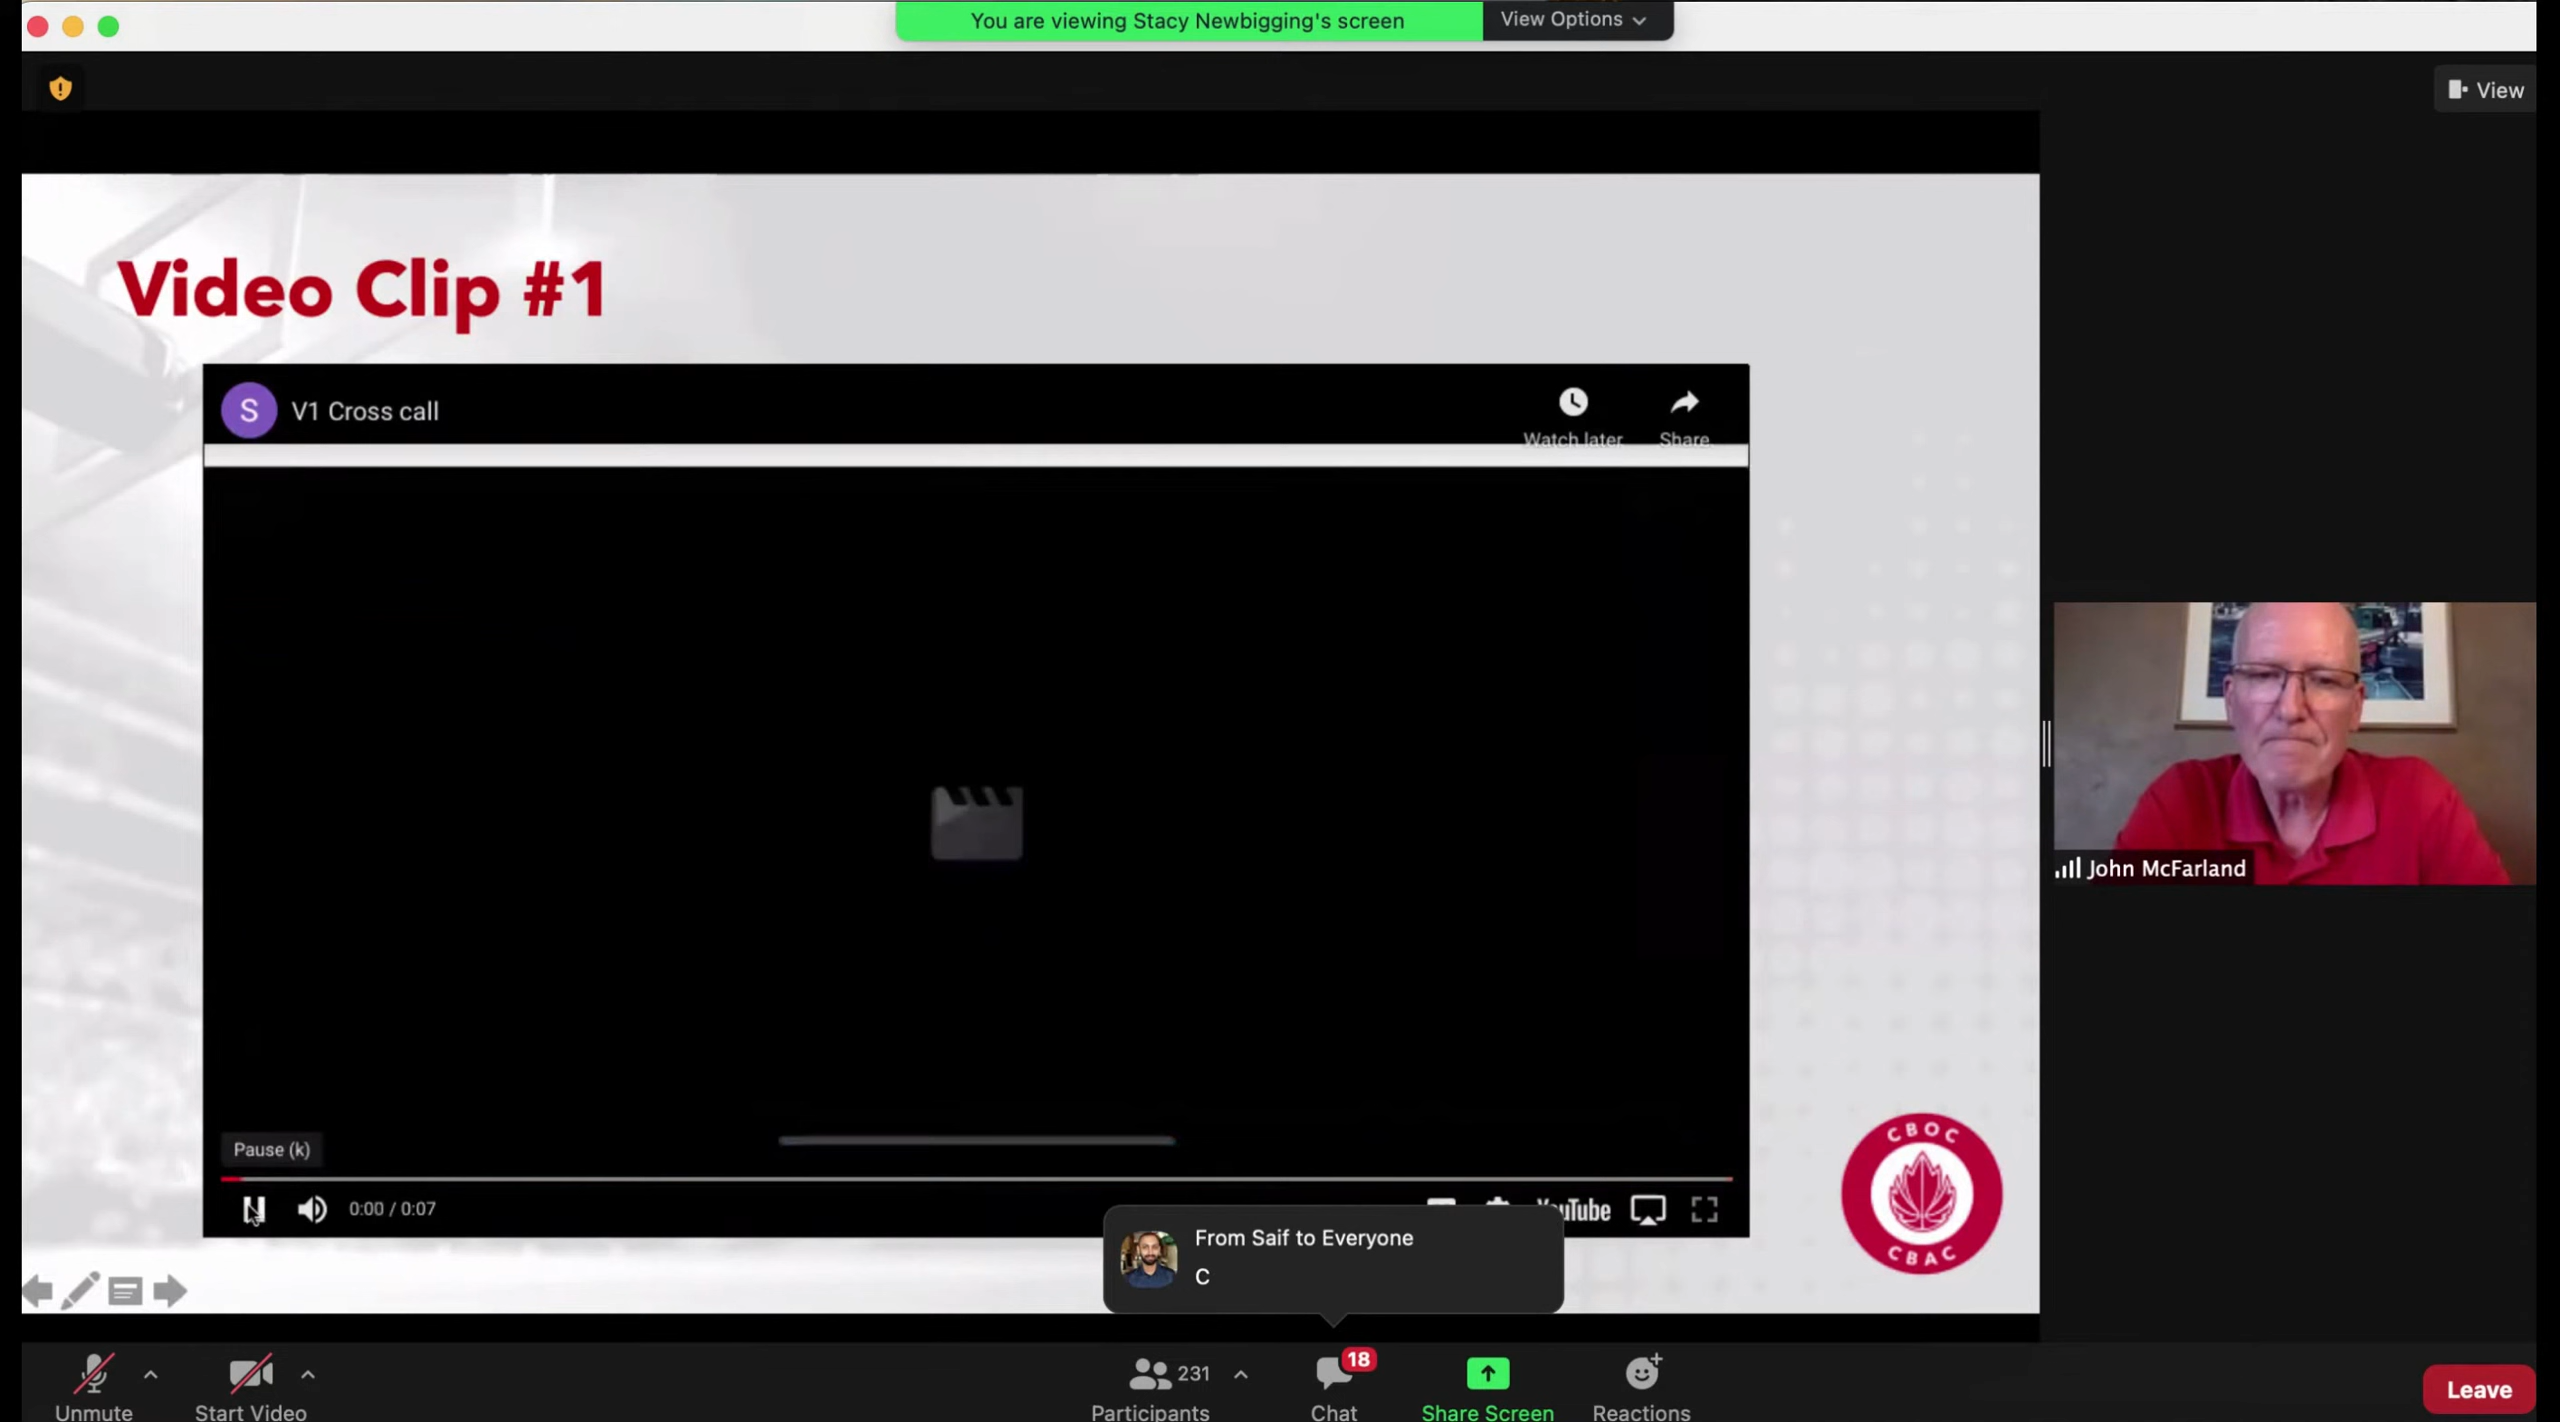 You are viewing Stacy Newbigging's screen
View Options
View
Video Clip #1
S
V1 Cross call
Watch later
Share
John McFarland
Pause (k)
0:00 / 0:07
YouTube
CBOC
CBAC
From Saif to Everyone
C
231
18
Unmute
Start Video
Participants
Chat
Share Screen
Reactions
Leave